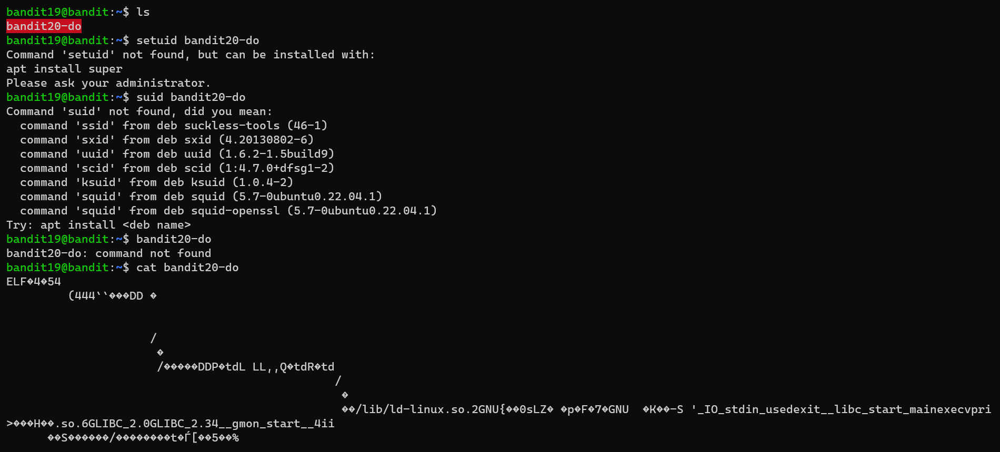 bandit19@bandit:~$ ls
bandit20-do
bandit19@bandit:~$ setuid bandit20-do
Command 'setuid' not found, but can be installed with:
apt install super
Please ask your administrator.
bandit19@bandit:~$ suid bandit20-do
Command 'suid' not found, did you mean:
  command 'ssid' from deb suckless-tools (46-1)
  command 'sxid' from deb sxid (4.20130802-6)
  command 'uuid' from deb uuid (1.6.2-1.5build9)
  command 'scid' from deb scid (1:4.7.0+dfsg1-2)
  command 'ksuid' from deb ksuid (1.0.4-2)
  command 'squid' from deb squid (5.7-0ubuntu0.22.04.1)
  command 'squid' from deb squid-openssl (5.7-0ubuntu0.22.04.1)
Try: apt install <deb name>
bandit19@bandit:~$ bandit20-do
bandit20-do: command not found
bandit19@bandit:~$ cat bandit20-do
ELF�4�54
(444``���DD �
/
�
/�����DDP�tdL LL,,Q�tdR�td
/
�
��/lib/ld-linux.so.2GNU{��0sLZ� �p�F�7�GNU  �K��-S '_IO_stdin_usedexit__libc_start_mainexecvpri
>���H��.so.6GLIBC_2.0GLIBC_2.34__gmon_start__4ii
��S������/��������t�Ѓ[��5��%